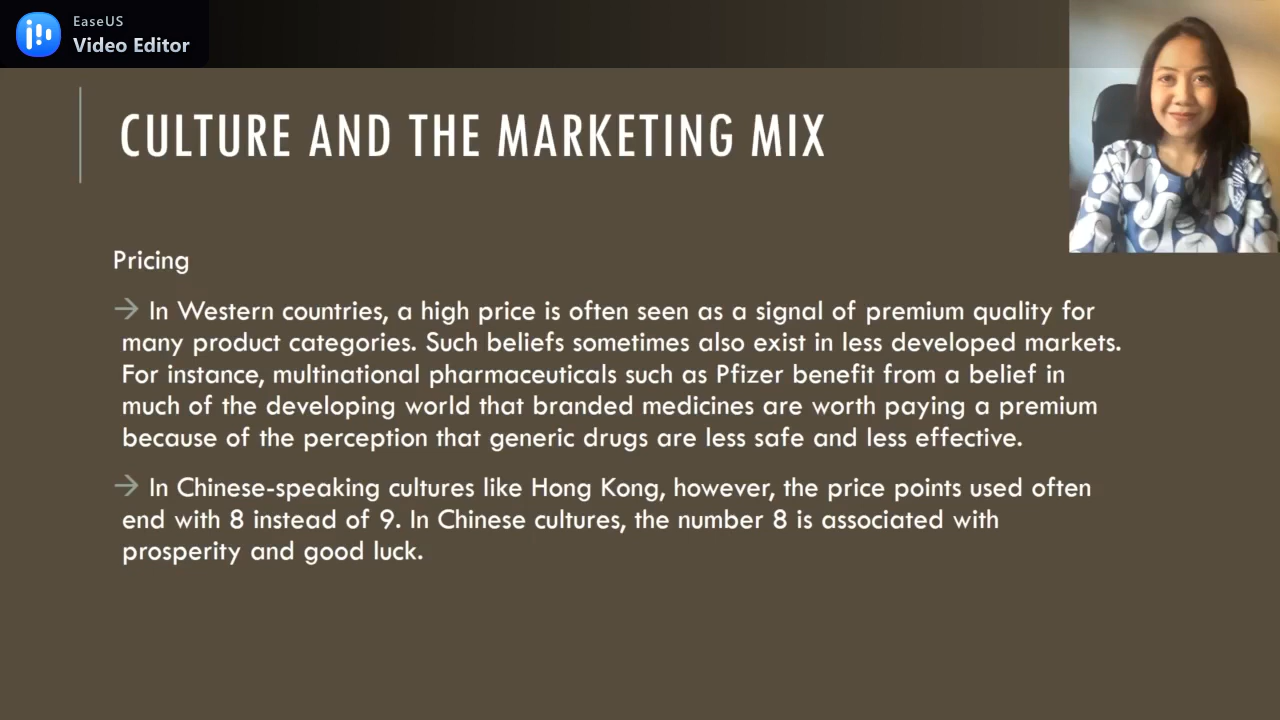 EaseUS
Video Editor
CULTURE AND THE MARKETING MIX
Pricing
→ In Western countries, a high price is often seen as a signal of premium quality for
many product categories. Such beliefs sometimes also exist in less developed markets.
For instance, multinational pharmaceuticals such as Pfizer benefit from a belief in
much of the developing world that branded medicines are worth paying a premium
because of the perception that generic drugs are less safe and less effective.
→ In Chinese-speaking cultures like Hong Kong, however, the price points used often
end with 8 instead of 9. In Chinese cultures, the number 8 is associated with
prosperity and good luck.